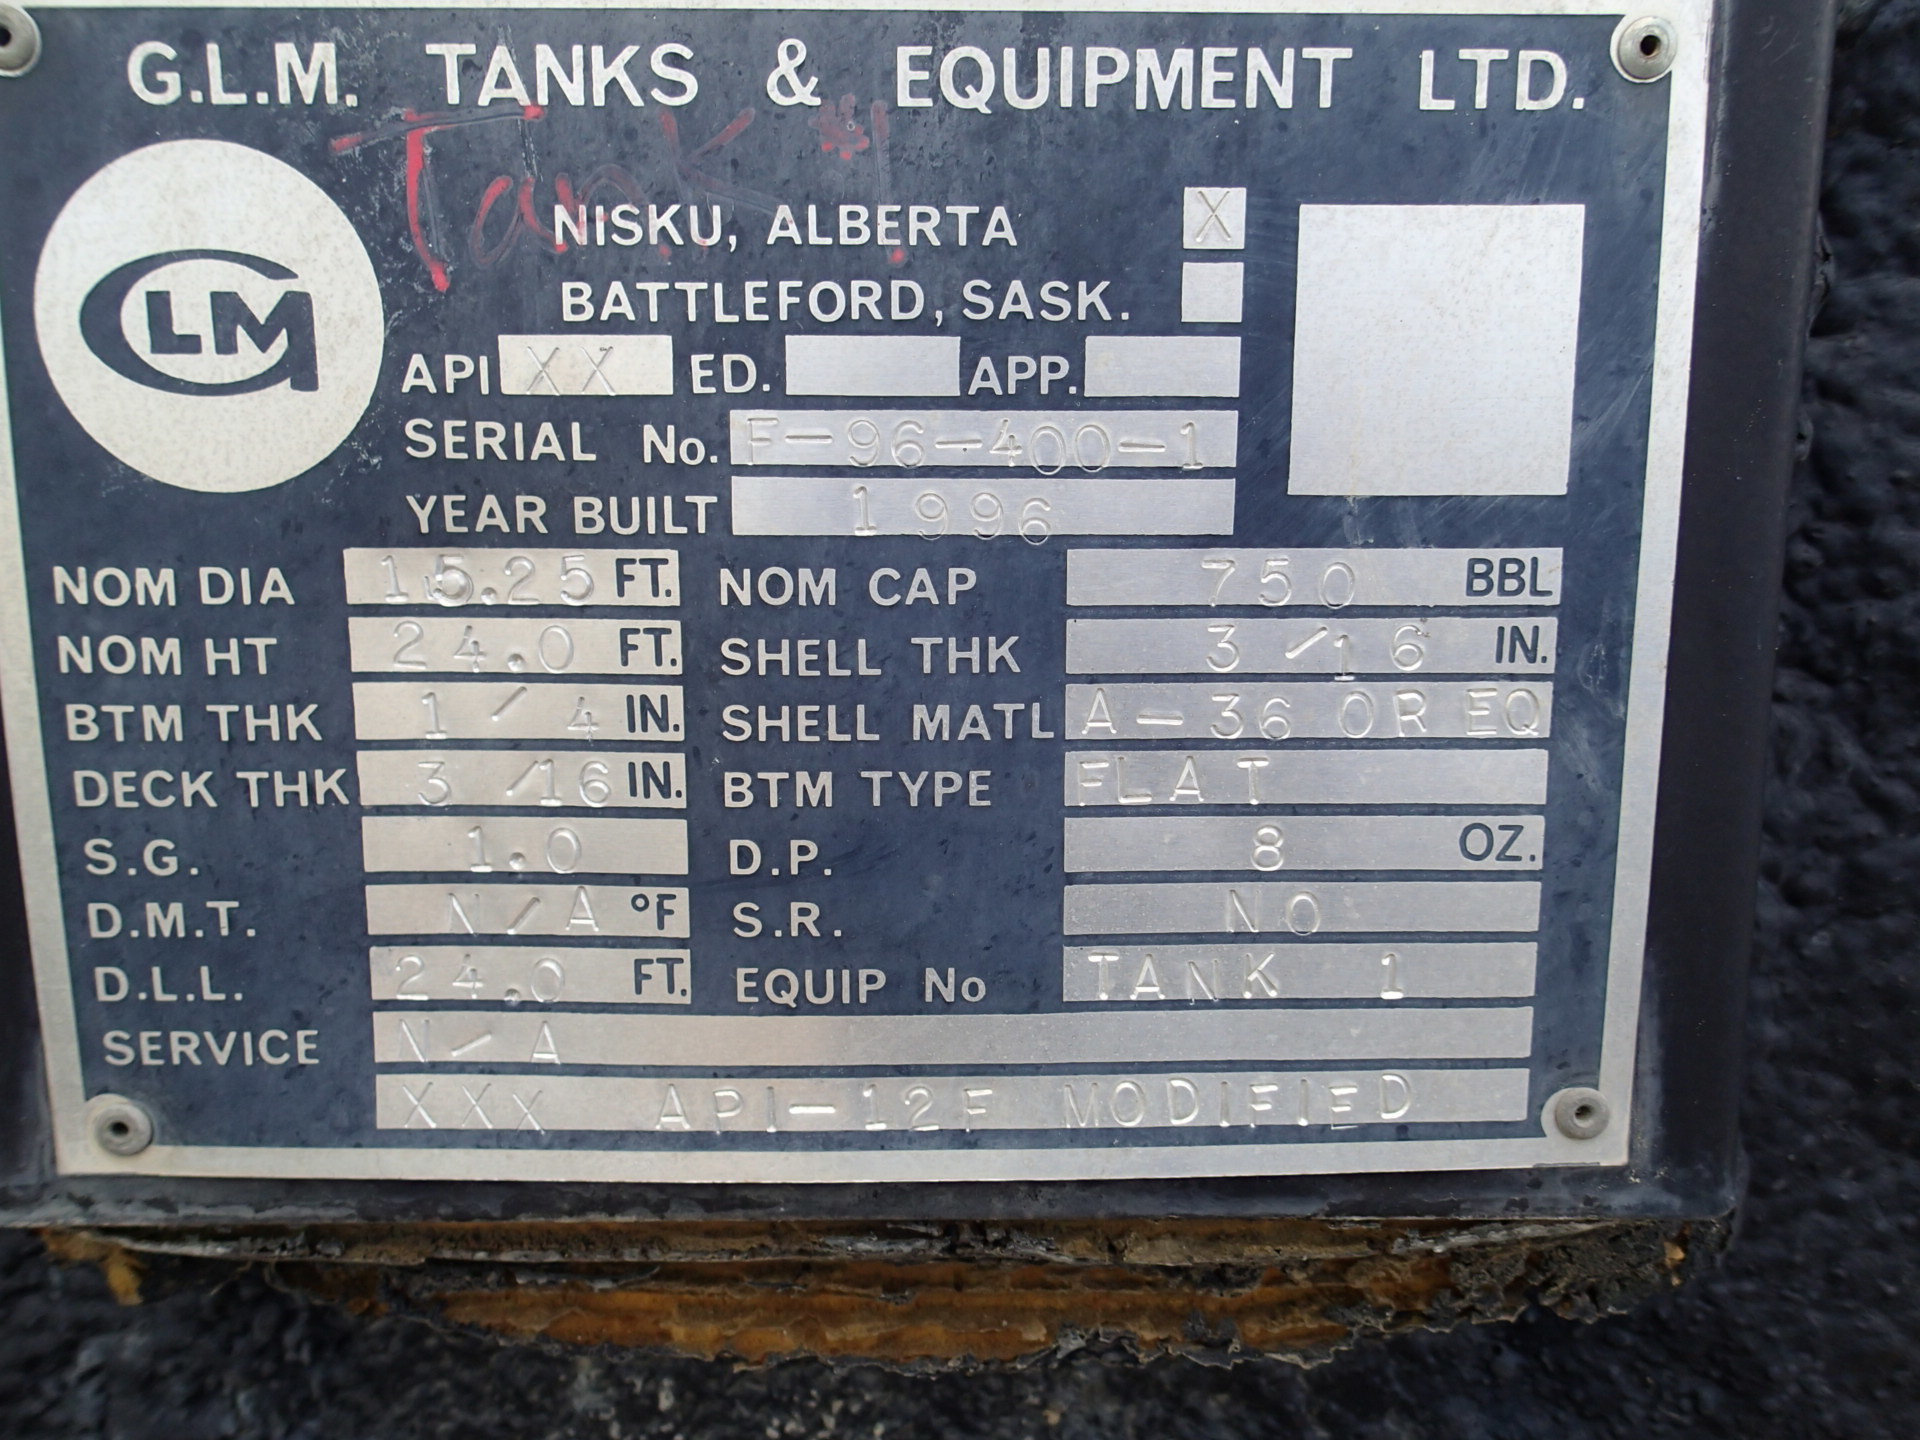 G.L.M. TANKS & EQUIPMENT LTD.
Tank #1
GLM
NISKU, ALBERTA X
BATTLEFORD, SASK.
API XX ED. APP.
SERIAL No. F-96-400-1
YEAR BUILT 1996
NOM DIA 15.25 FT. NOM CAP 750 BBL
NOM HT 24.0 FT. SHELL THK 3/16 IN.
BTM THK 1/4 IN. SHELL MATL A-36 OR EQ
DECK THK 3/16 IN. BTM TYPE FLAT
S.G. 1.0 D.P. 8 OZ.
D.M.T. N/A °F S.R. NO
D.L.L. 24.0 FT. EQUIP No TANK 1
SERVICE N/A
XXX API-12F MODIFIED